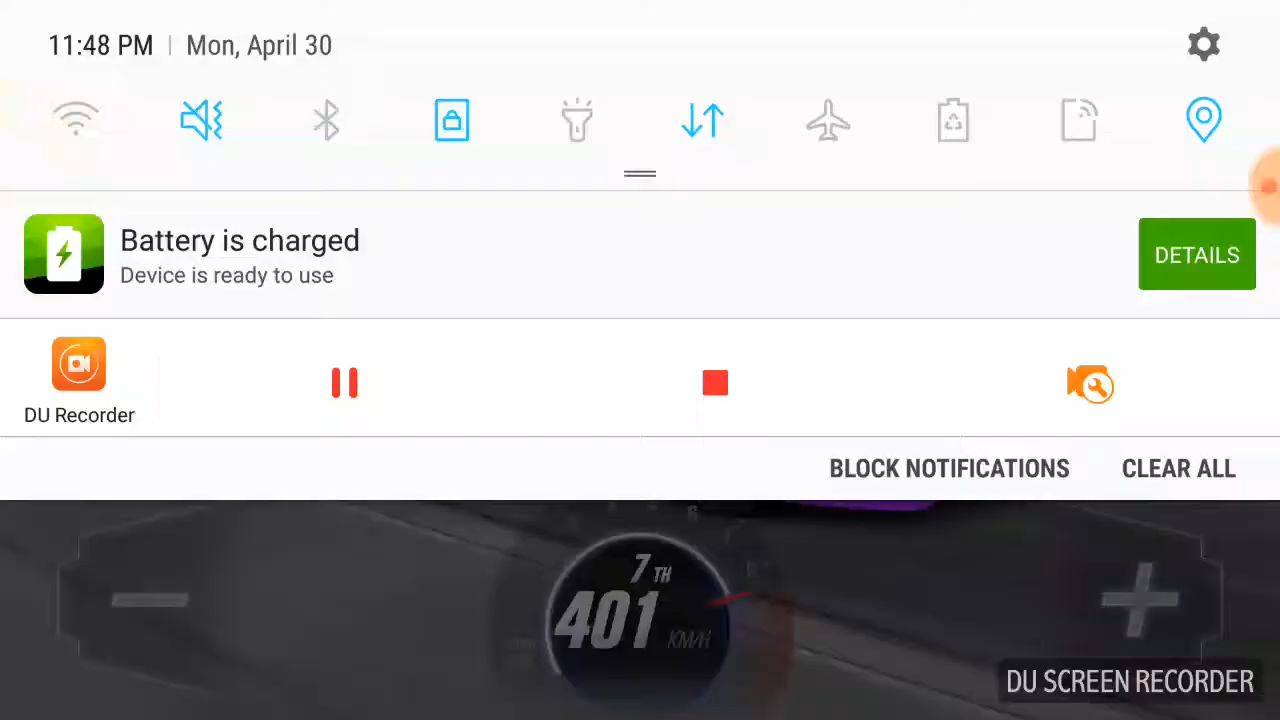 11:48 PM | Mon, April 30
Battery is charged
Device is ready to use
DETAILS
DU Recorder
BLOCK NOTIFICATIONS
CLEAR ALL
6
7 TH
401 KM/H
DU SCREEN RECORDER